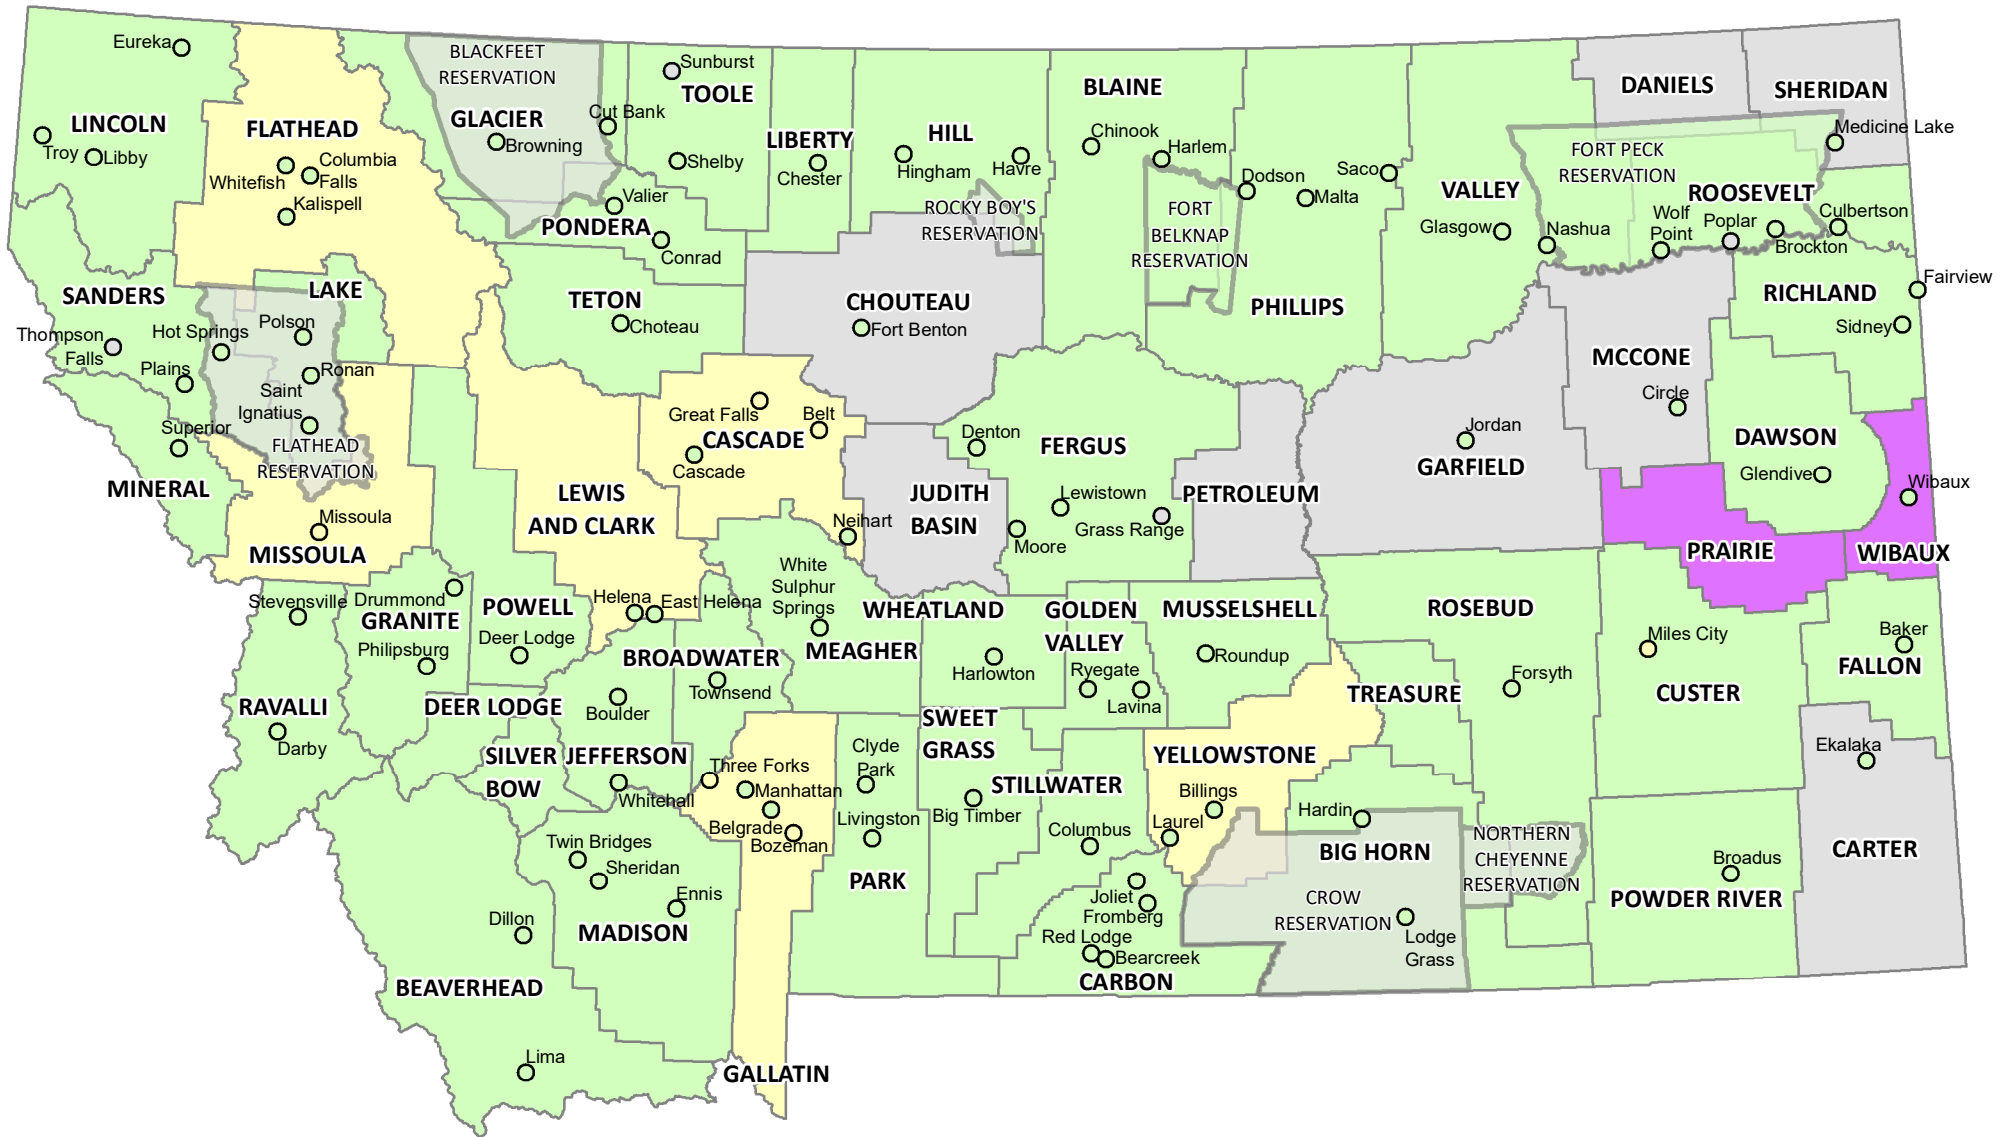 Eureka
BLACKFEET
RESERVATION
Sunburst
TOOLE
BLAINE
DANIELS
SHERIDAN
LINCOLN
FLATHEAD
GLACIER
Cut Bank
Browning
LIBERTY
HILL
Chinook
Harlem
Medicine Lake
Troy
Libby
Columbia
Falls
Whitefish
Kalispell
Shelby
Chester
Hingham
Havre
Saco
FORT PECK
RESERVATION
Valier
PONDERA
Conrad
ROCKY BOY'S
RESERVATION
Dodson
Malta
FORT
BELKNAP
RESERVATION
VALLEY
Glasgow
Nashua
ROOSEVELT
Wolf
Point
Poplar
Brockton
Culbertson
SANDERS
LAKE
TETON
Choteau
CHOUTEAU
Fort Benton
PHILLIPS
RICHLAND
Fairview
Sidney
Thompson
Falls
Hot Springs
Polson
Plains
Ronan
Saint
Ignatius
MCCONE
Circle
Superior
FLATHEAD
RESERVATION
Great Falls
Belt
CASCADE
Cascade
Denton
FERGUS
Jordan
GARFIELD
DAWSON
Glendive
MINERAL
LEWIS
AND CLARK
JUDITH
BASIN
Lewistown
Grass Range
PETROLEUM
Wibaux
Missoula
MISSOULA
Neihart
Moore
PRAIRIE
WIBAUX
Stevensville
Drummond
GRANITE
Philipsburg
POWELL
Deer Lodge
Helena
East Helena
White
Sulphur
Springs
MEAGHER
WHEATLAND
Harlowton
GOLDEN
VALLEY
Ryegate
Lavina
MUSSELSHELL
Roundup
ROSEBUD
Forsyth
Miles City
CUSTER
Baker
FALLON
BROADWATER
Townsend
RAVALLI
Darby
DEER LODGE
Boulder
SILVER
BOW
JEFFERSON
Whitehall
Three Forks
Manhattan
Belgrade
Bozeman
Clyde
Park
Livingston
PARK
SWEET
GRASS
Big Timber
STILLWATER
Columbus
YELLOWSTONE
Billings
Laurel
TREASURE
Hardin
BIG HORN
CROW
RESERVATION
Lodge
Grass
NORTHERN
CHEYENNE
RESERVATION
Ekalaka
CARTER
Broadus
POWDER RIVER
Twin Bridges
Sheridan
Ennis
MADISON
Dillon
BEAVERHEAD
Lima
GALLATIN
Joliet
Fromberg
Red Lodge
Bearcreek
CARBON